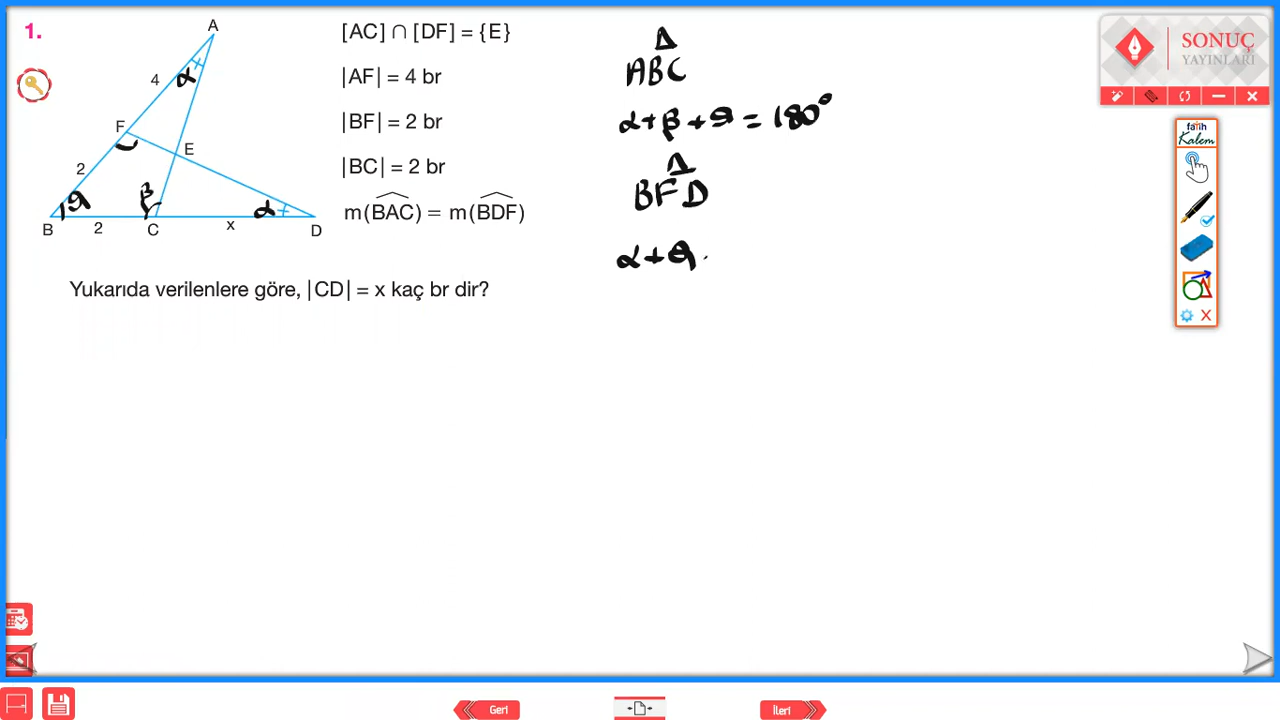 1.
A
4
α
F
E
2
ϑ
β
α
B
2
C
x
D
[AC] ∩ [DF] = {E}
|AF| = 4 br
|BF| = 2 br
|BC| = 2 br
m(BAC) = m(BDF)
Yukarıda verilenlere göre, |CD| = x kaç br dir?
Δ
ABC
α + β + ϑ = 180°
Δ
BFD
α + ϑ
SONUÇ
YAYINLARI
fatih
Kalem
Geri
İleri